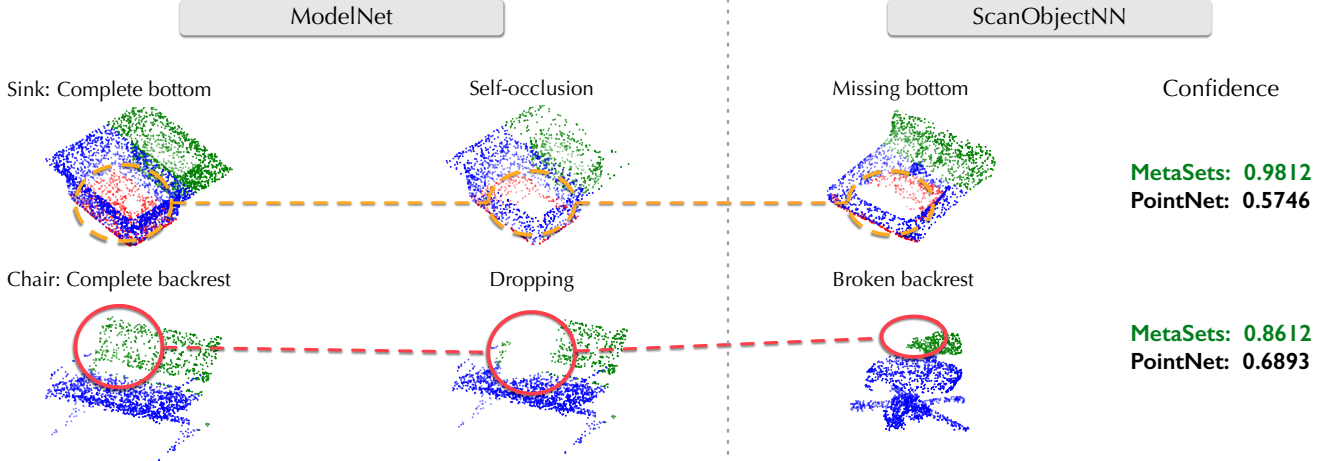 ModelNet
ScanObjectNN
Sink: Complete bottom
Self-occlusion
Missing bottom
Confidence
MetaSets: 0.9812
PointNet: 0.5746
Chair: Complete backrest
Dropping
Broken backrest
MetaSets: 0.8612
PointNet: 0.6893